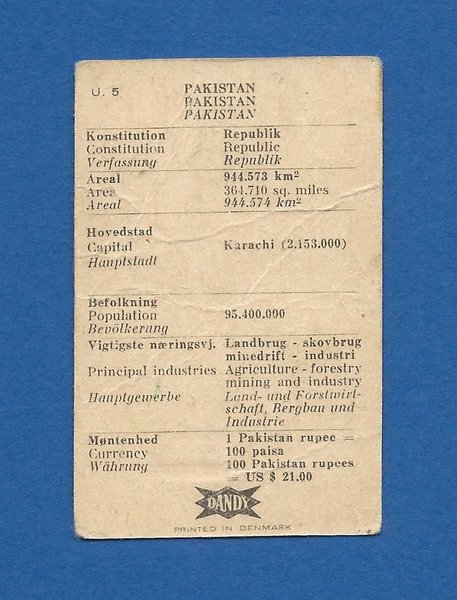 U. 5
PAKISTAN
PAKISTAN
PAKISTAN
Konstitution Republik
Constitution Republic
Verfassung Republik
Areal 944.573 km²
Area 364.710 sq. miles
Areal 944.574 km²
Hovedstad
Capital Karachi (2.153.000)
Hauptstadt
Befolkning
Population 95.400.000
Bevölkerung
Vigtigste næringsvj. Landbrug - skovbrug
minedrift - industri
Principal industries Agriculture - forestry
mining and industry
Hauptgewerbe Land- und Forstwirt-
schaft, Bergbau und
Industrie
Møntenhed 1 Pakistan rupee =
Currency 100 paisa
Währung 100 Pakistan rupees
= US $ 21,00
DANDY
PRINTED IN DENMARK